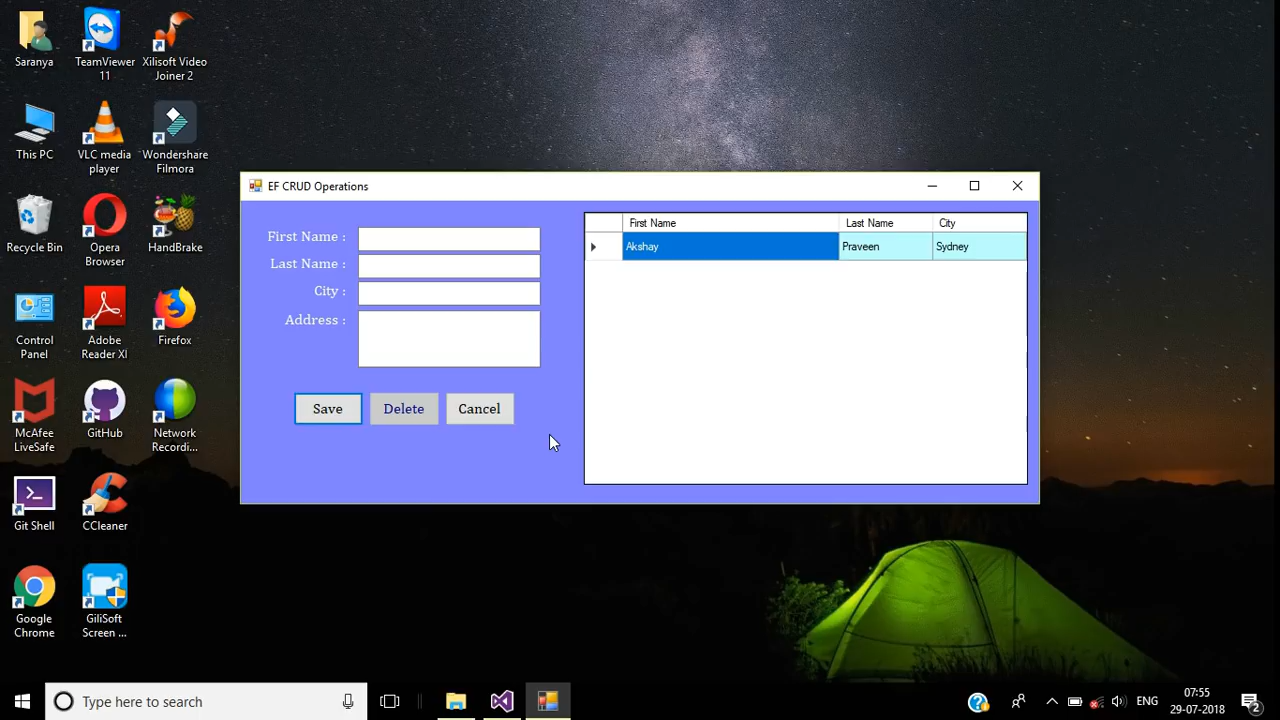 Saranya
TeamViewer
11
Xilisoft Video
Joiner 2
This PC
VLC media
player
Wondershare
Filmora
Recycle Bin
Opera
Browser
HandBrake
Control
Panel
Adobe
Reader XI
Firefox
McAfee
LiveSafe
GitHub
Network
Recordi...
Git Shell
CCleaner
Google
Chrome
GiliSoft
Screen ...
EF CRUD Operations
First Name :
Last Name :
City :
Address :
Save
Delete
Cancel
First Name
Last Name
City
Akshay
Praveen
Sydney
Type here to search
ENG
07:55
29-07-2018
2